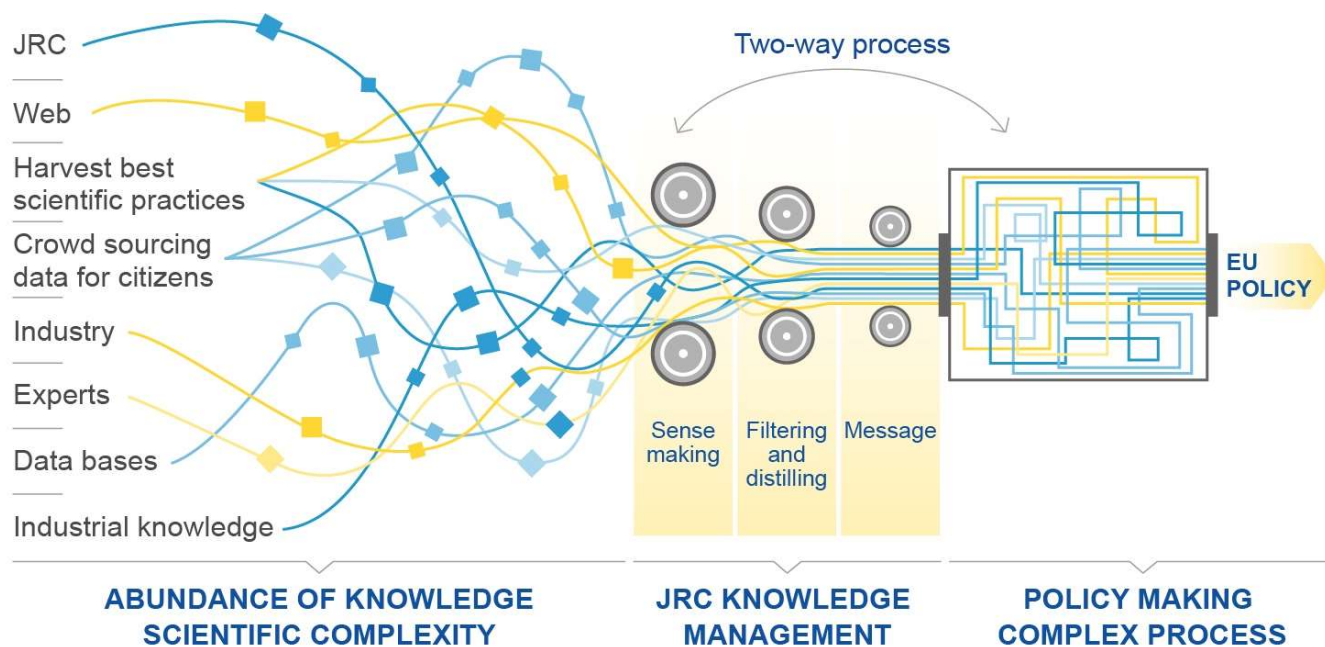 JRC
Web
Harvest best
scientific practices
Crowd sourcing
data for citizens
Industry
Experts
Data bases
Industrial knowledge
Two-way process
Sense
making
Filtering
and
distilling
Message
EU
POLICY
ABUNDANCE OF KNOWLEDGE
SCIENTIFIC COMPLEXITY
JRC KNOWLEDGE
MANAGEMENT
POLICY MAKING
COMPLEX PROCESS